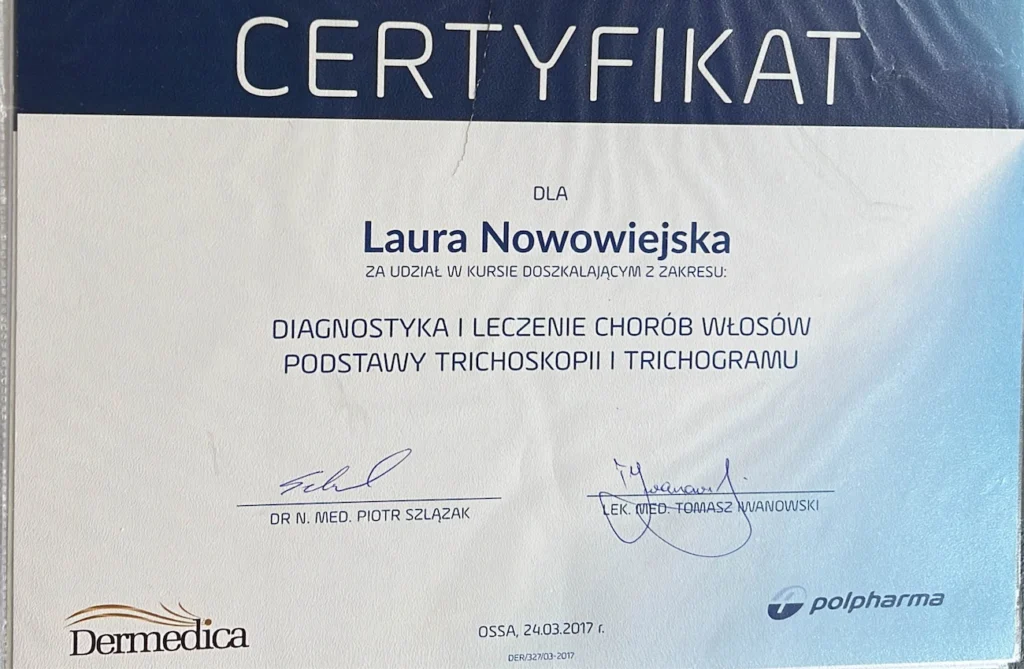 CERTYFIKAT
DLA
Laura Nowowiejska
ZA UDZIAŁ W KURSIE DOSZKALAJĄCYM Z ZAKRESU:
DIAGNOSTYKA I LECZENIE CHORÓB WŁOSÓW
PODSTAWY TRICHOSKOPII I TRICHOGRAMU
DR N. MED. PIOTR SZLĄZAK
LEK. MED. TOMASZ IWANOWSKI
Dermedica
OSSA, 24.03.2017 r.
polpharma
DER/327/03-2017